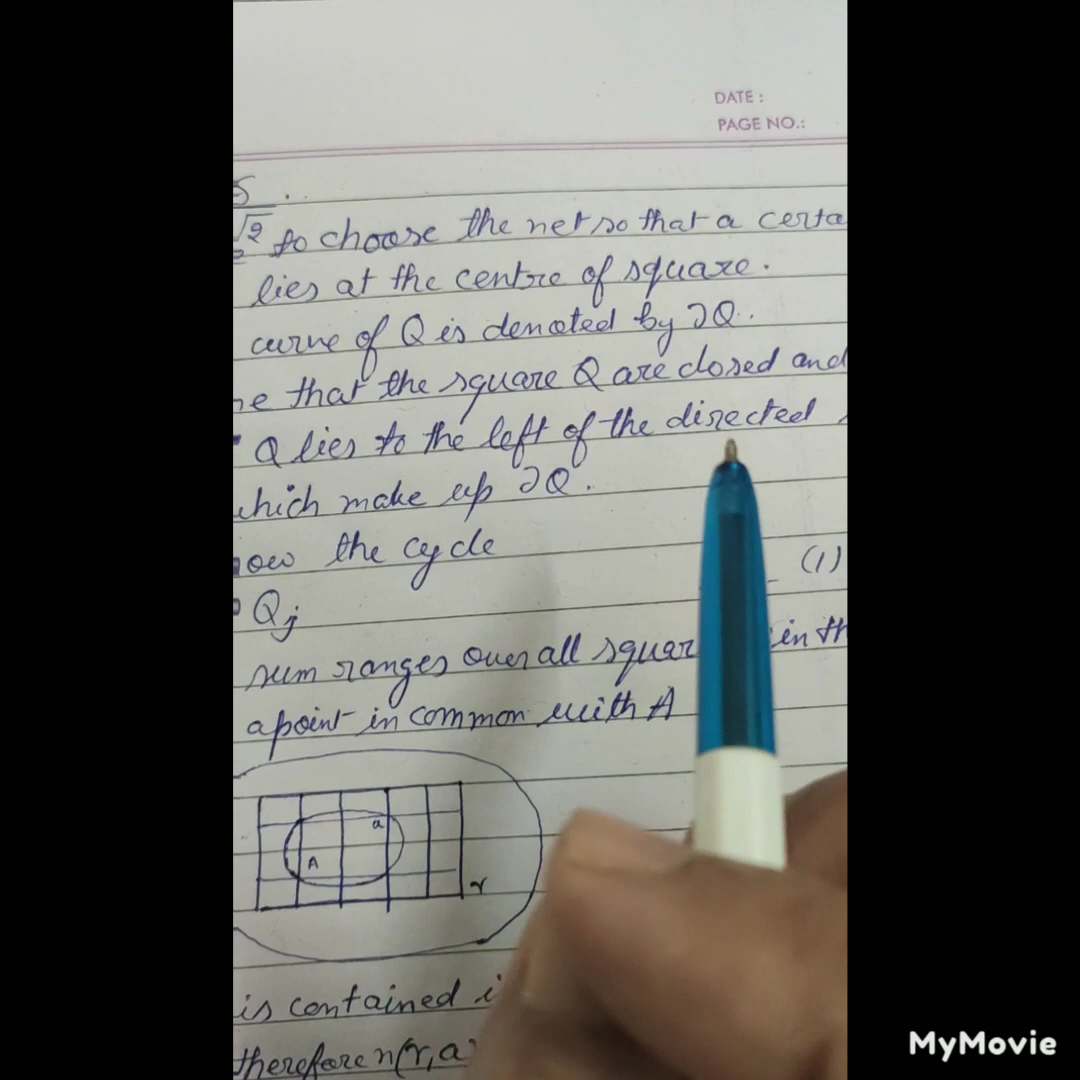 DATE :
PAGE NO.:
√2 to choose the net so that a certa
lies at the centre of square.
curve of Q is denoted by ∂Q.
that the square Q are closed and
Q lies to the left of the directed
hich make up ∂Q.
ow the cycle
(1)
Qj
sum ranges over all squar in th
a point in common with A
a
A
r
is contained i
therefore n(r, a)
MyMovie